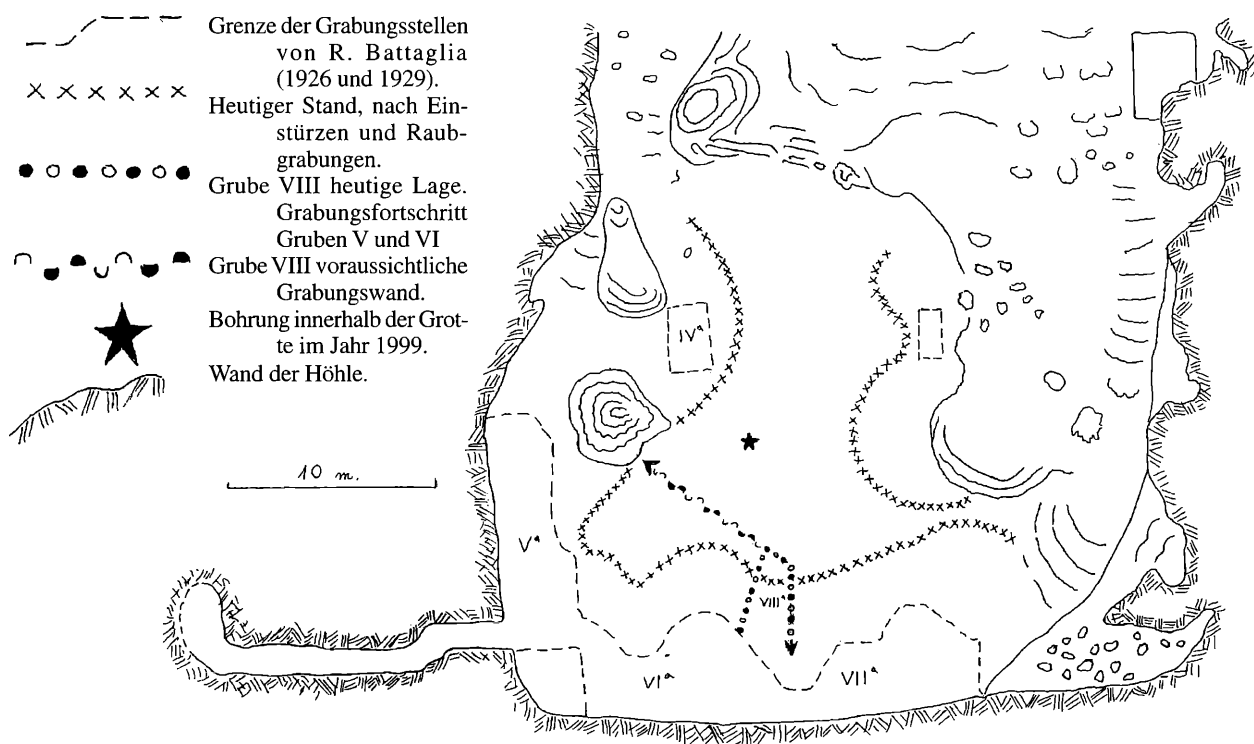 Grenze der Grabungsstellen
von R. Battaglia
(1926 und 1929).
Heutiger Stand, nach Ein-
stürzen und Raub-
grabungen.
Grube VIII heutige Lage.
Grabungsfortschritt
Gruben V und VI
Grube VIII voraussichtliche
Grabungswand.
Bohrung innerhalb der Grot-
te im Jahr 1999.
Wand der Höhle.
10 m.
IVª
Vª
VIIIª
VIª
VIIª